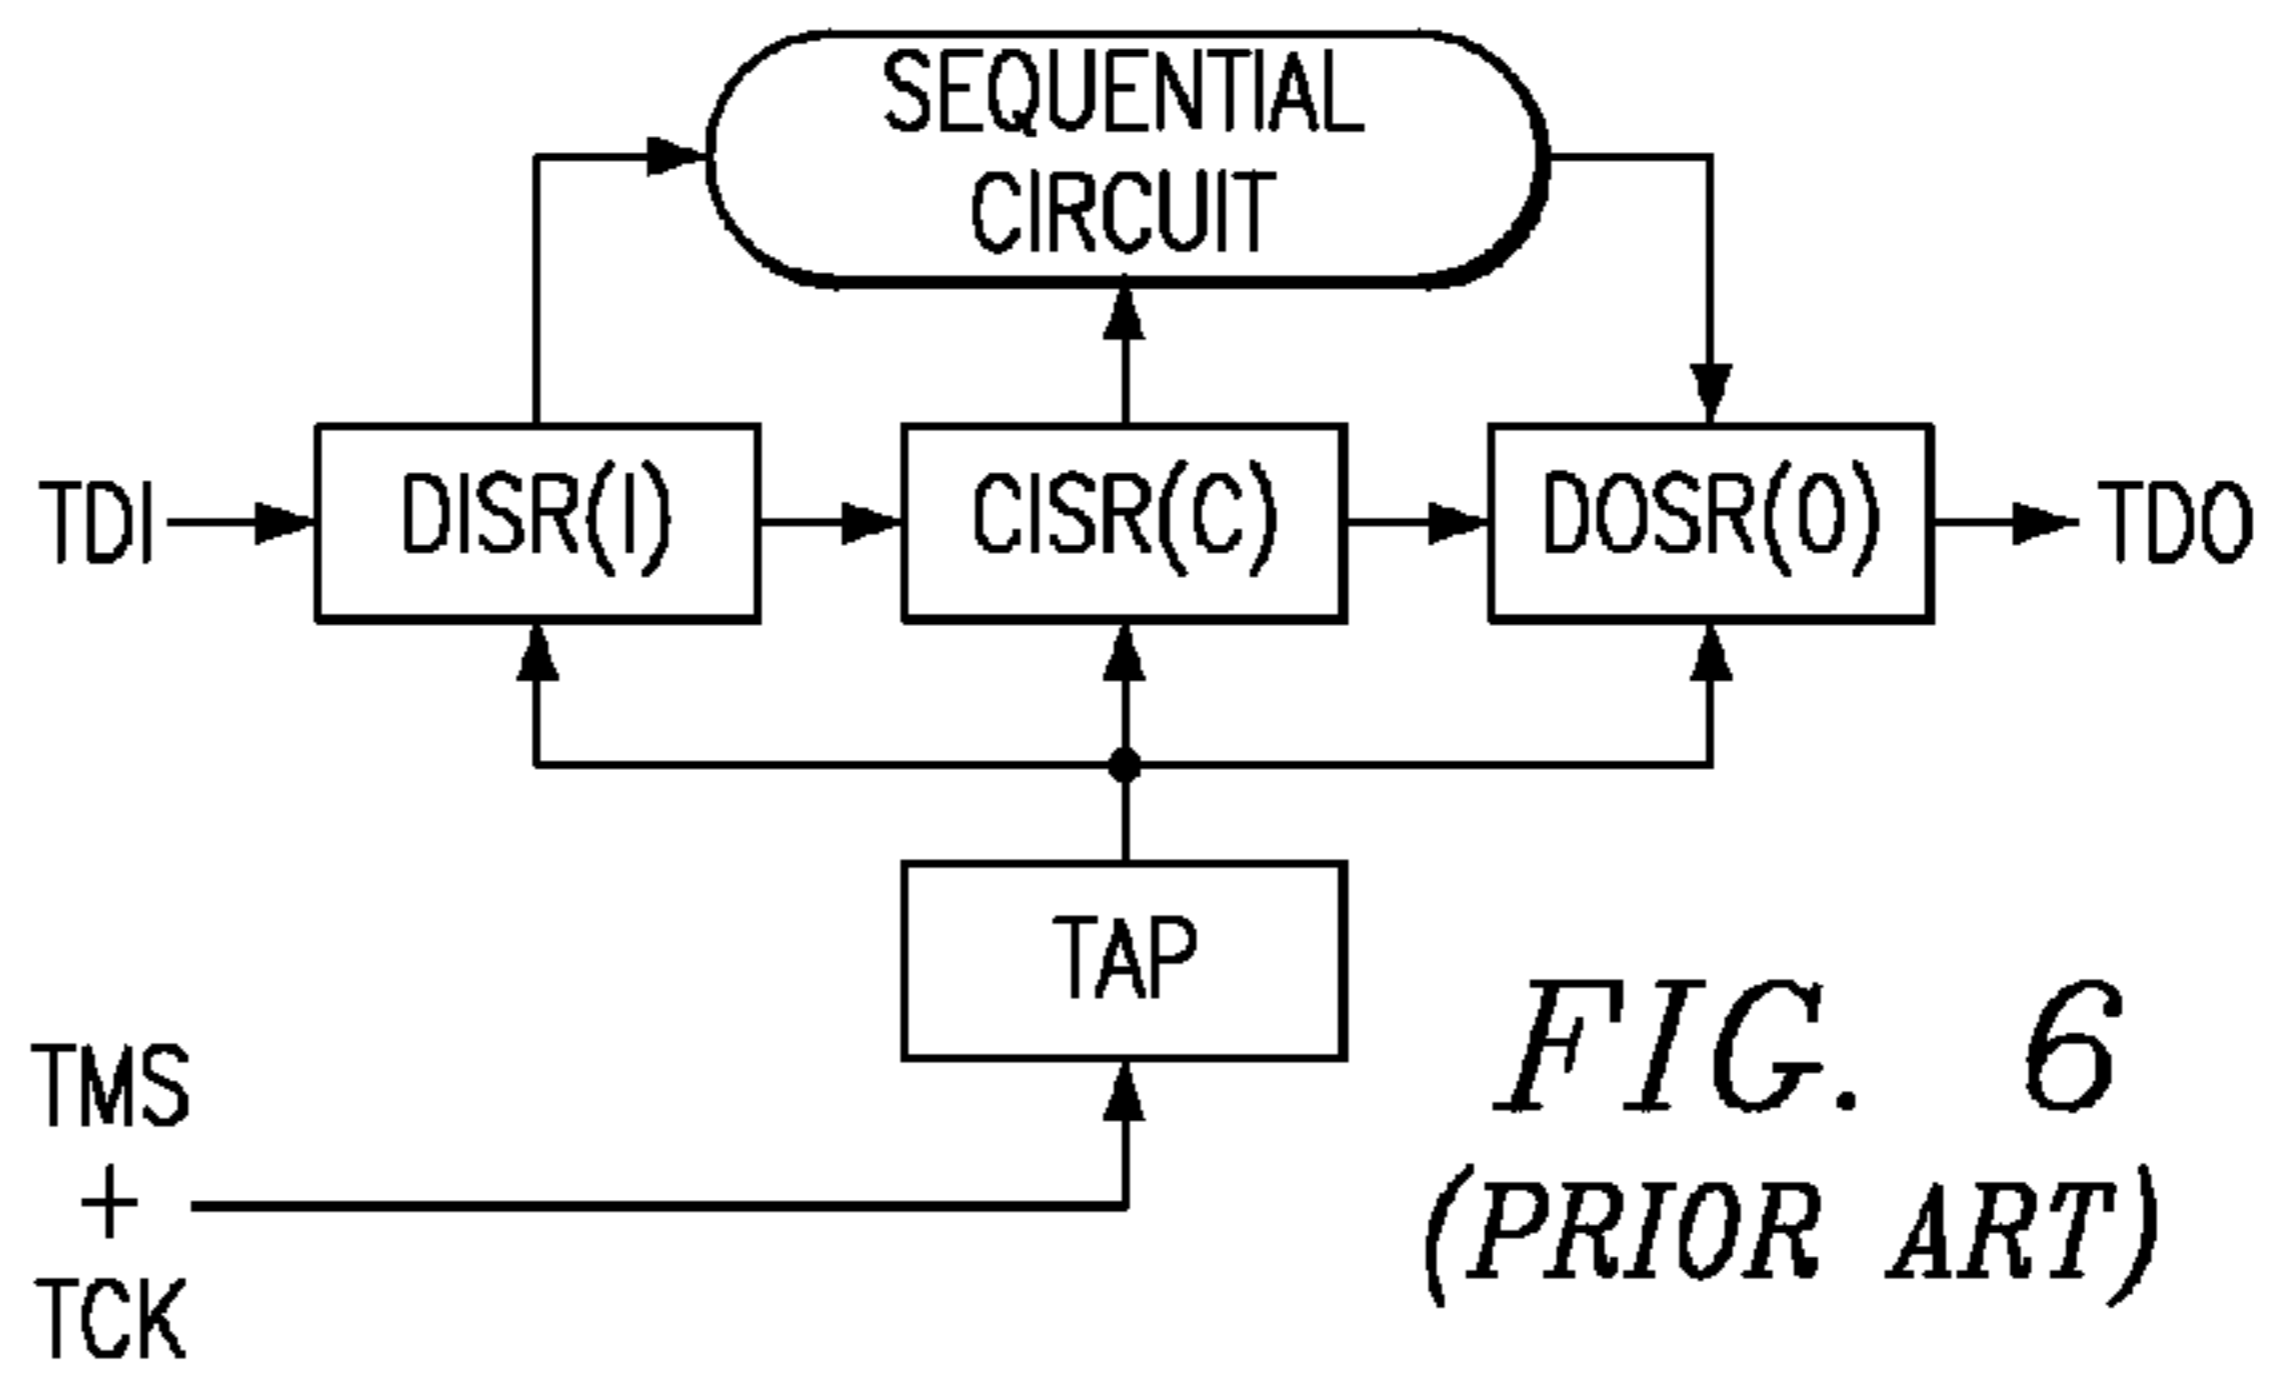 SEQUENTIAL
CIRCUIT
TDI
DISR(I)
CISR(C)
DOSR(O)
TDO
TAP
TMS
+
TCK
FIG. 6
(PRIOR ART)